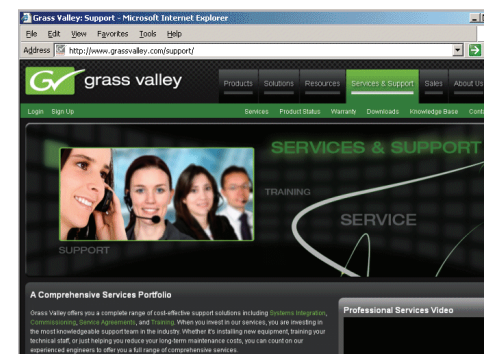 Grass Valley: Support - Microsoft Internet Explorer
File Edit View Favorites Tools Help
Address http://www.grassvalley.com/support/
GV grass valley
Products Solutions Resources Services & Support Sales About Us
Login Sign Up Services Product Status Warranty Downloads Knowledge Base Conta
SERVICES & SUPPORT
TRAINING
SERVICE
SUPPORT
A Comprehensive Services Portfolio
Professional Services Video
Grass Valley offers you a complete range of cost-effective support solutions including Systems Integration,
Commissioning, Service Agreements, and Training. When you invest in our services, you are investing in
the most knowledgeable support team in the industry. Whether it's installing new equipment, training your
technical staff, or just helping you reduce your long-term maintenance costs, you can count on our
experienced engineers to offer you a full range of comprehensive services.